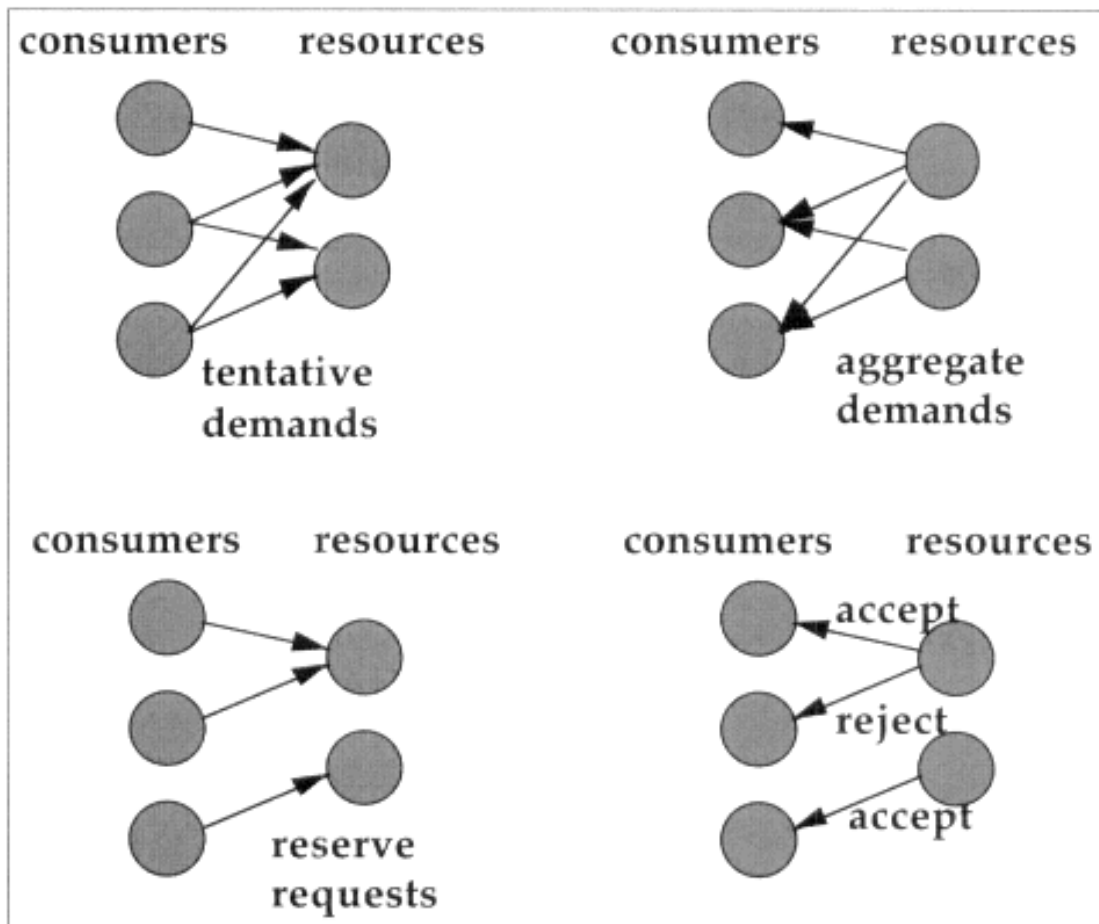 consumers resources
tentative
demands
consumers resources
aggregate
demands
consumers resources
reserve
requests
consumers resources
accept
reject
accept